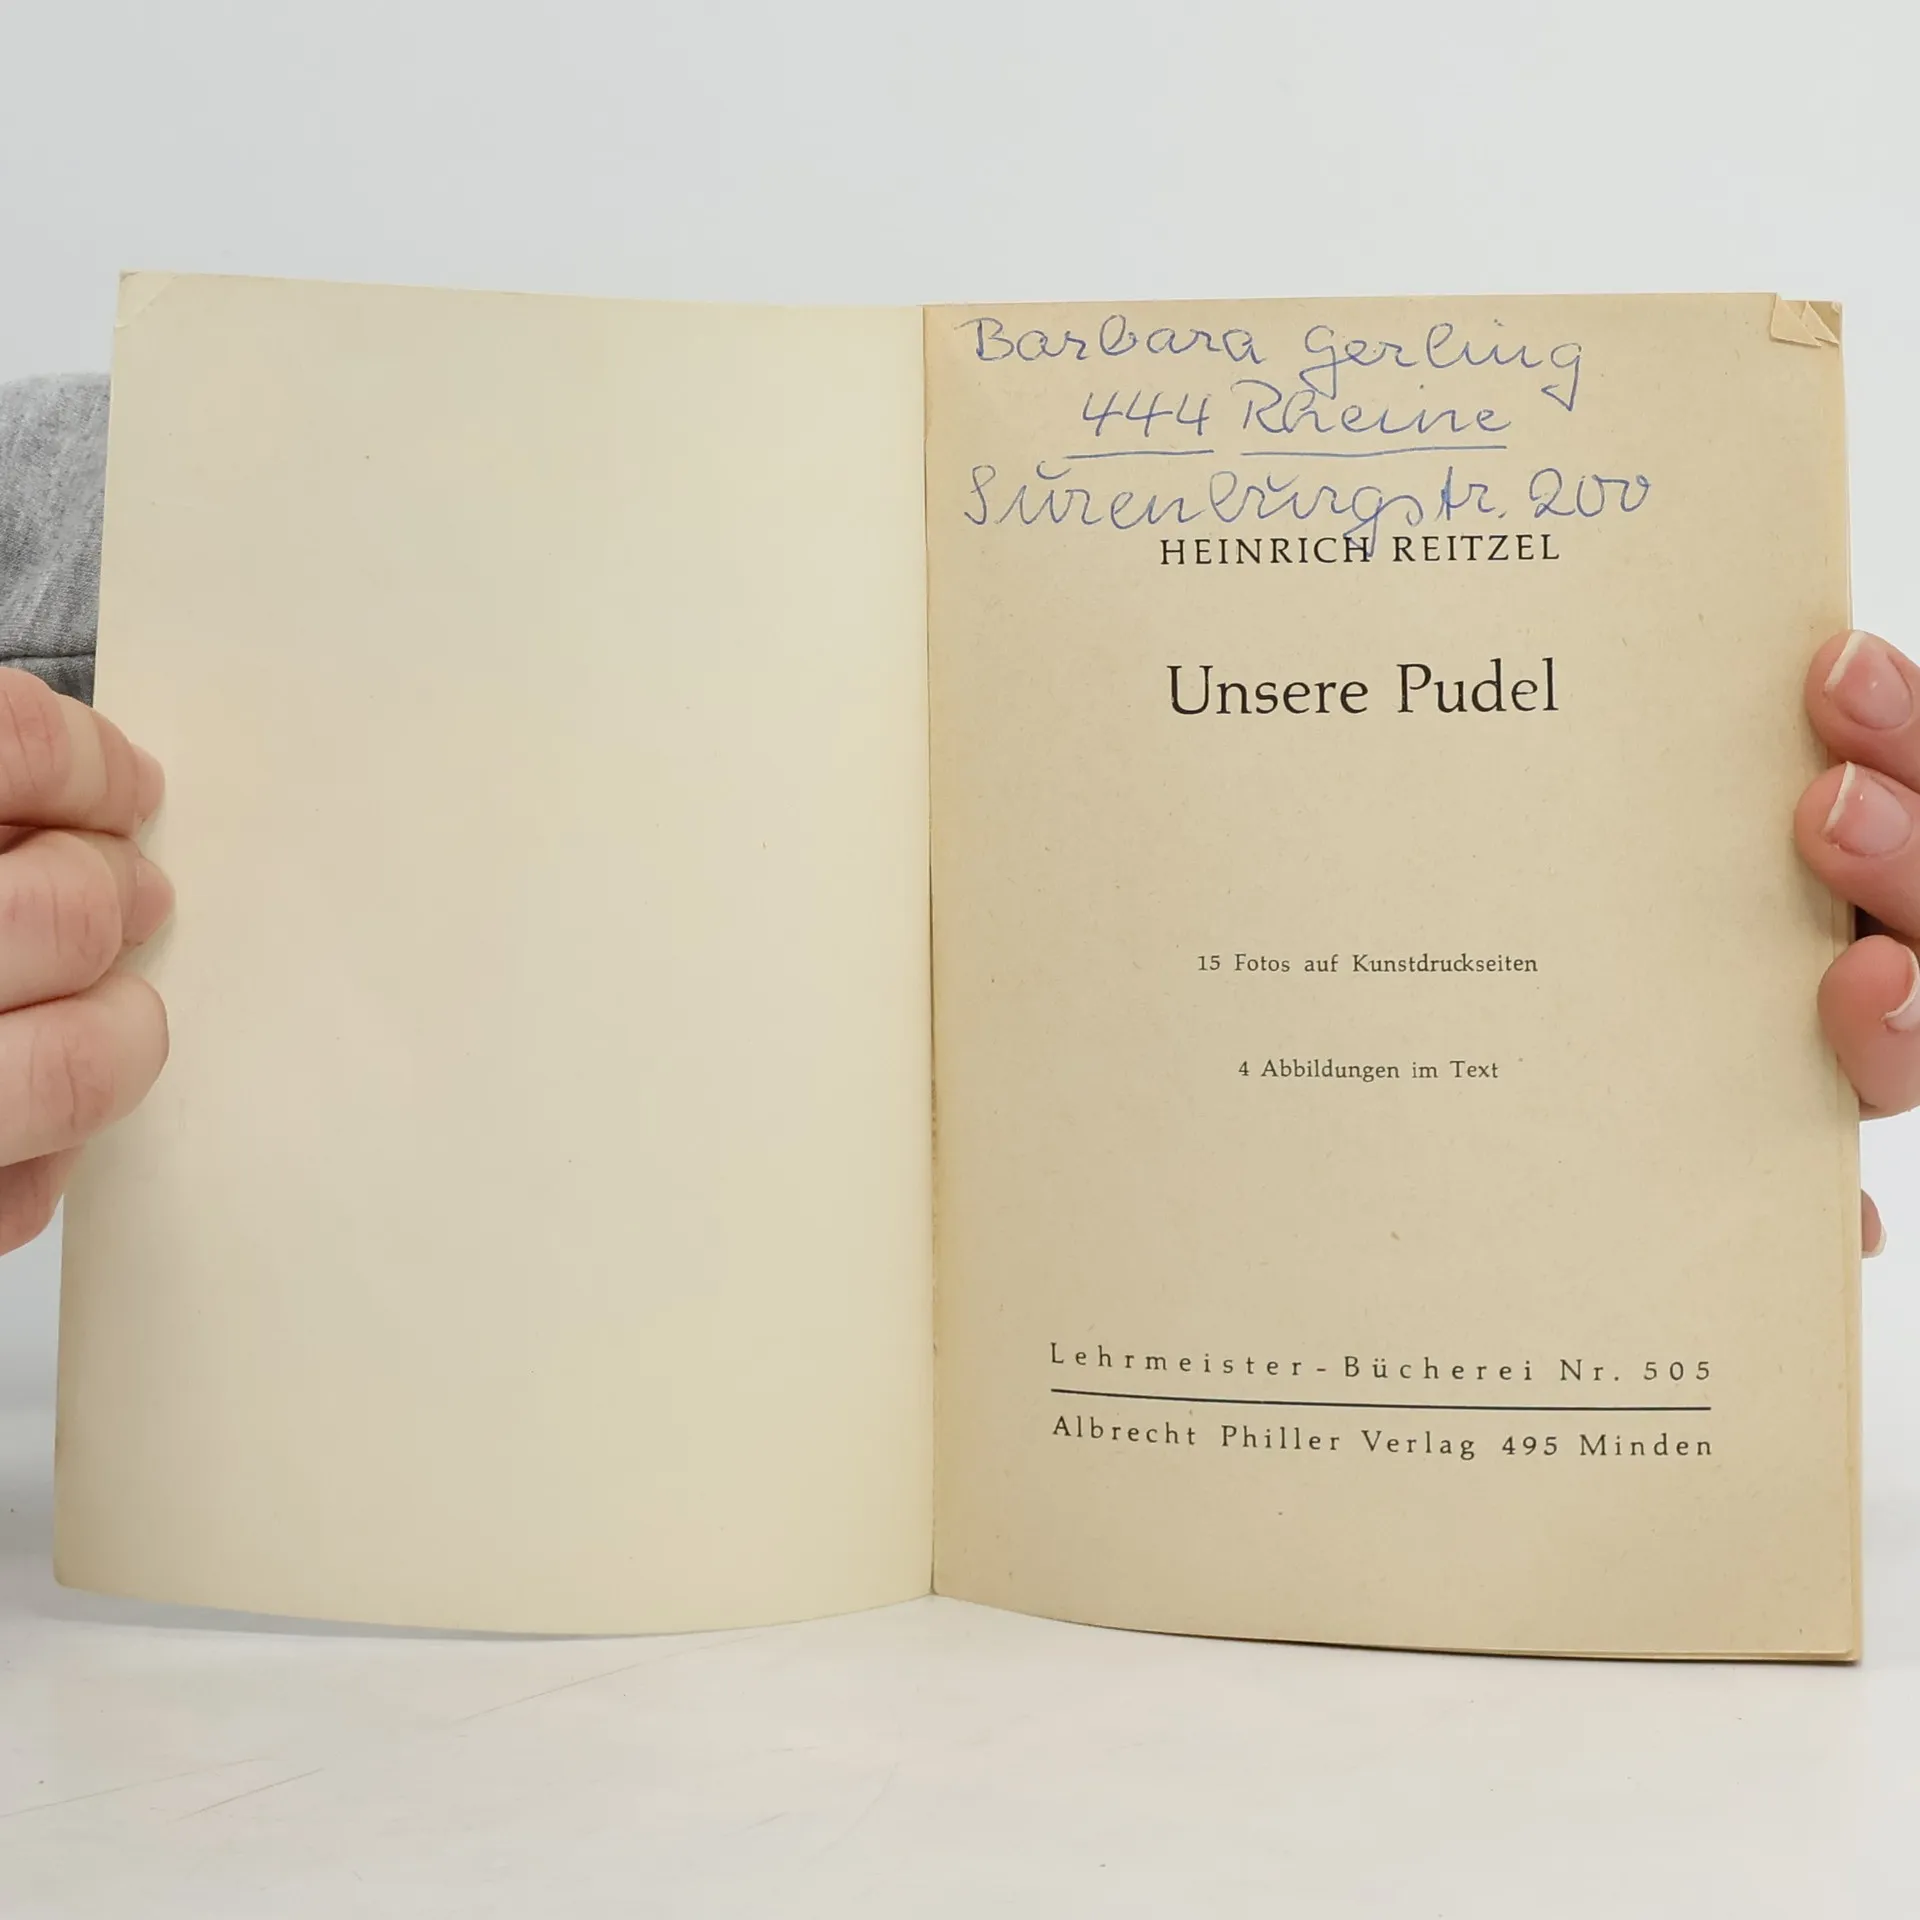 Barbara Gerling
444 Rheine
Surenburgstr. 200
HEINRICH REITZEL
Unsere Pudel
15 Fotos auf Kunstdruckseiten
4 Abbildungen im Text
Lehrmeister-Bücherei Nr. 505
Albrecht Philler Verlag 495 Minden